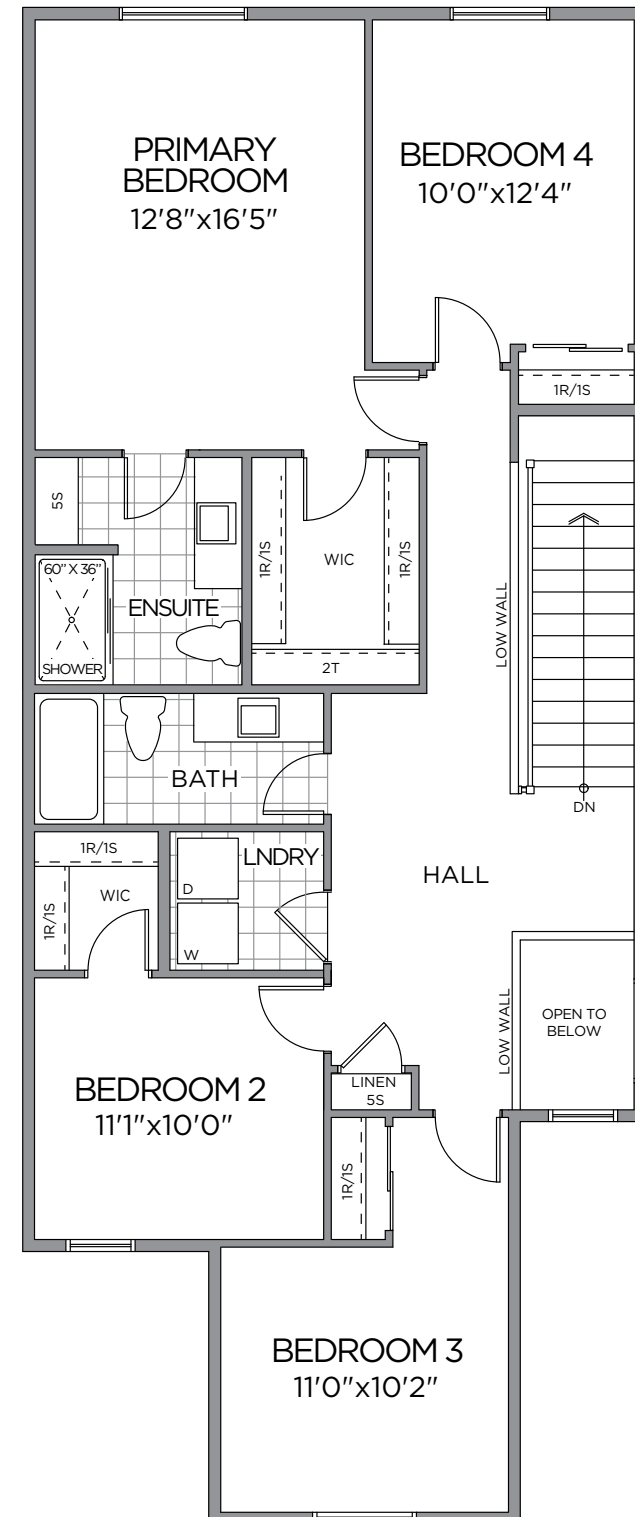 PRIMARY
BEDROOM
12'8"x16'5"
BEDROOM 4
10'0"x12'4"
1R/1S
5S
60" X 36"
SHOWER
ENSUITE
1R/1S
WIC
1R/1S
2T
LOW WALL
DN
BATH
1R/1S
1R/1S
WIC
LNDRY
D
W
HALL
LOW WALL
OPEN TO
BELOW
LINEN
5S
BEDROOM 2
11'1"x10'0"
1R/1S
BEDROOM 3
11'0"x10'2"